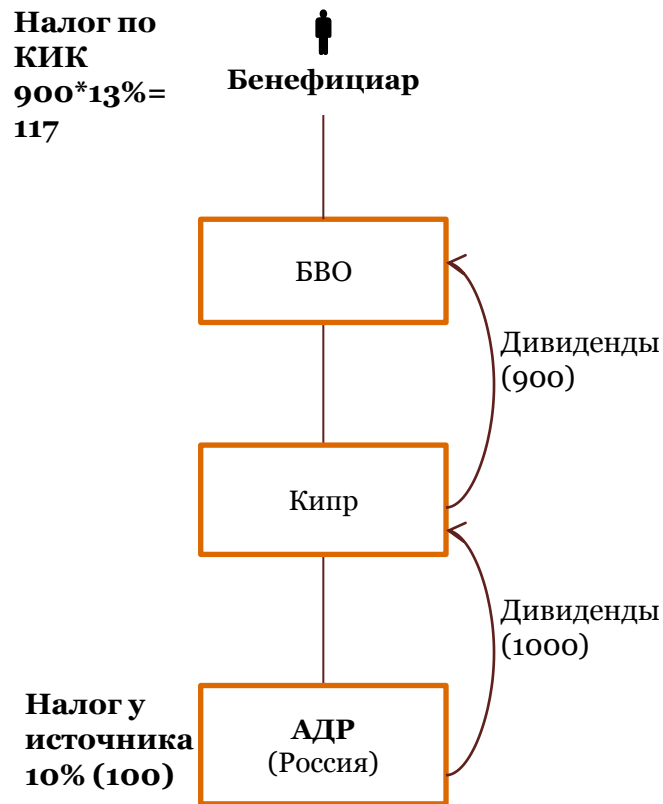 Налог по
КИК
900*13%=
117
Бенефициар
БВО
Дивиденды
(900)
Кипр
Дивиденды
(1000)
Налог у
источника
10% (100)
АДР
(Россия)